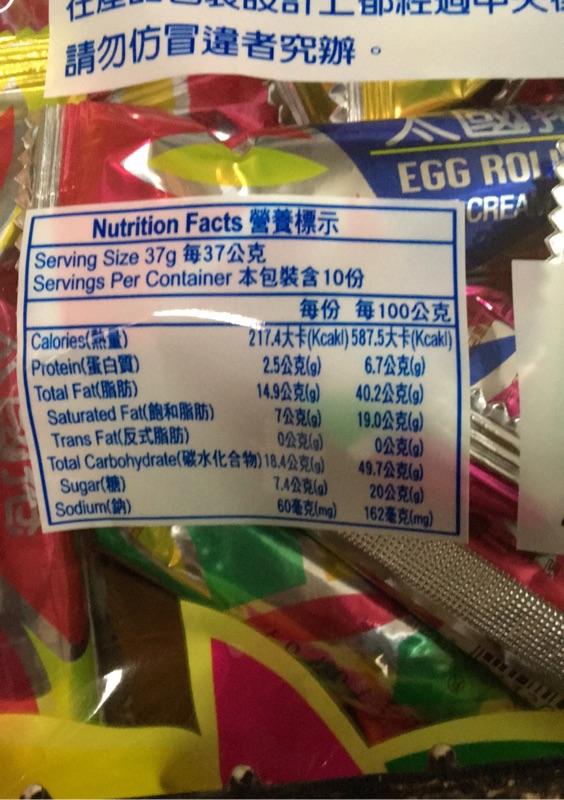 請勿仿冒違者究辦。
太國
EGG ROLL
CREAM
Nutrition Facts 營養標示
Serving Size 37g 每37公克
Servings Per Container 本包裝含10份
每份 每100公克
Calories(熱量) 217.4大卡(Kcakl) 587.5大卡(Kcakl)
Protein(蛋白質) 2.5公克(g) 6.7公克(g)
Total Fat(脂肪) 14.9公克(g) 40.2公克(g)
Saturated Fat(飽和脂肪) 7公克(g) 19.0公克(g)
Trans Fat(反式脂肪) 0公克(g) 0公克(g)
Total Carbohydrate(碳水化合物) 18.4公克(g) 49.7公克(g)
Sugar(糖) 7.4公克(g) 20公克(g)
Sodium(鈉) 60毫克(mg) 162毫克(mg)